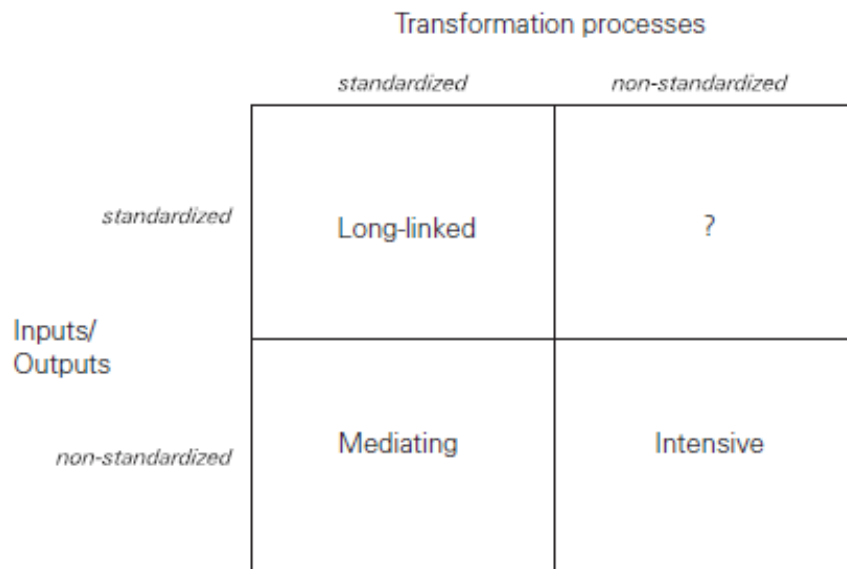 Transformation processes
standardized non-standardized
standardized
Long-linked ?
Inputs/
Outputs
non-standardized
Mediating Intensive